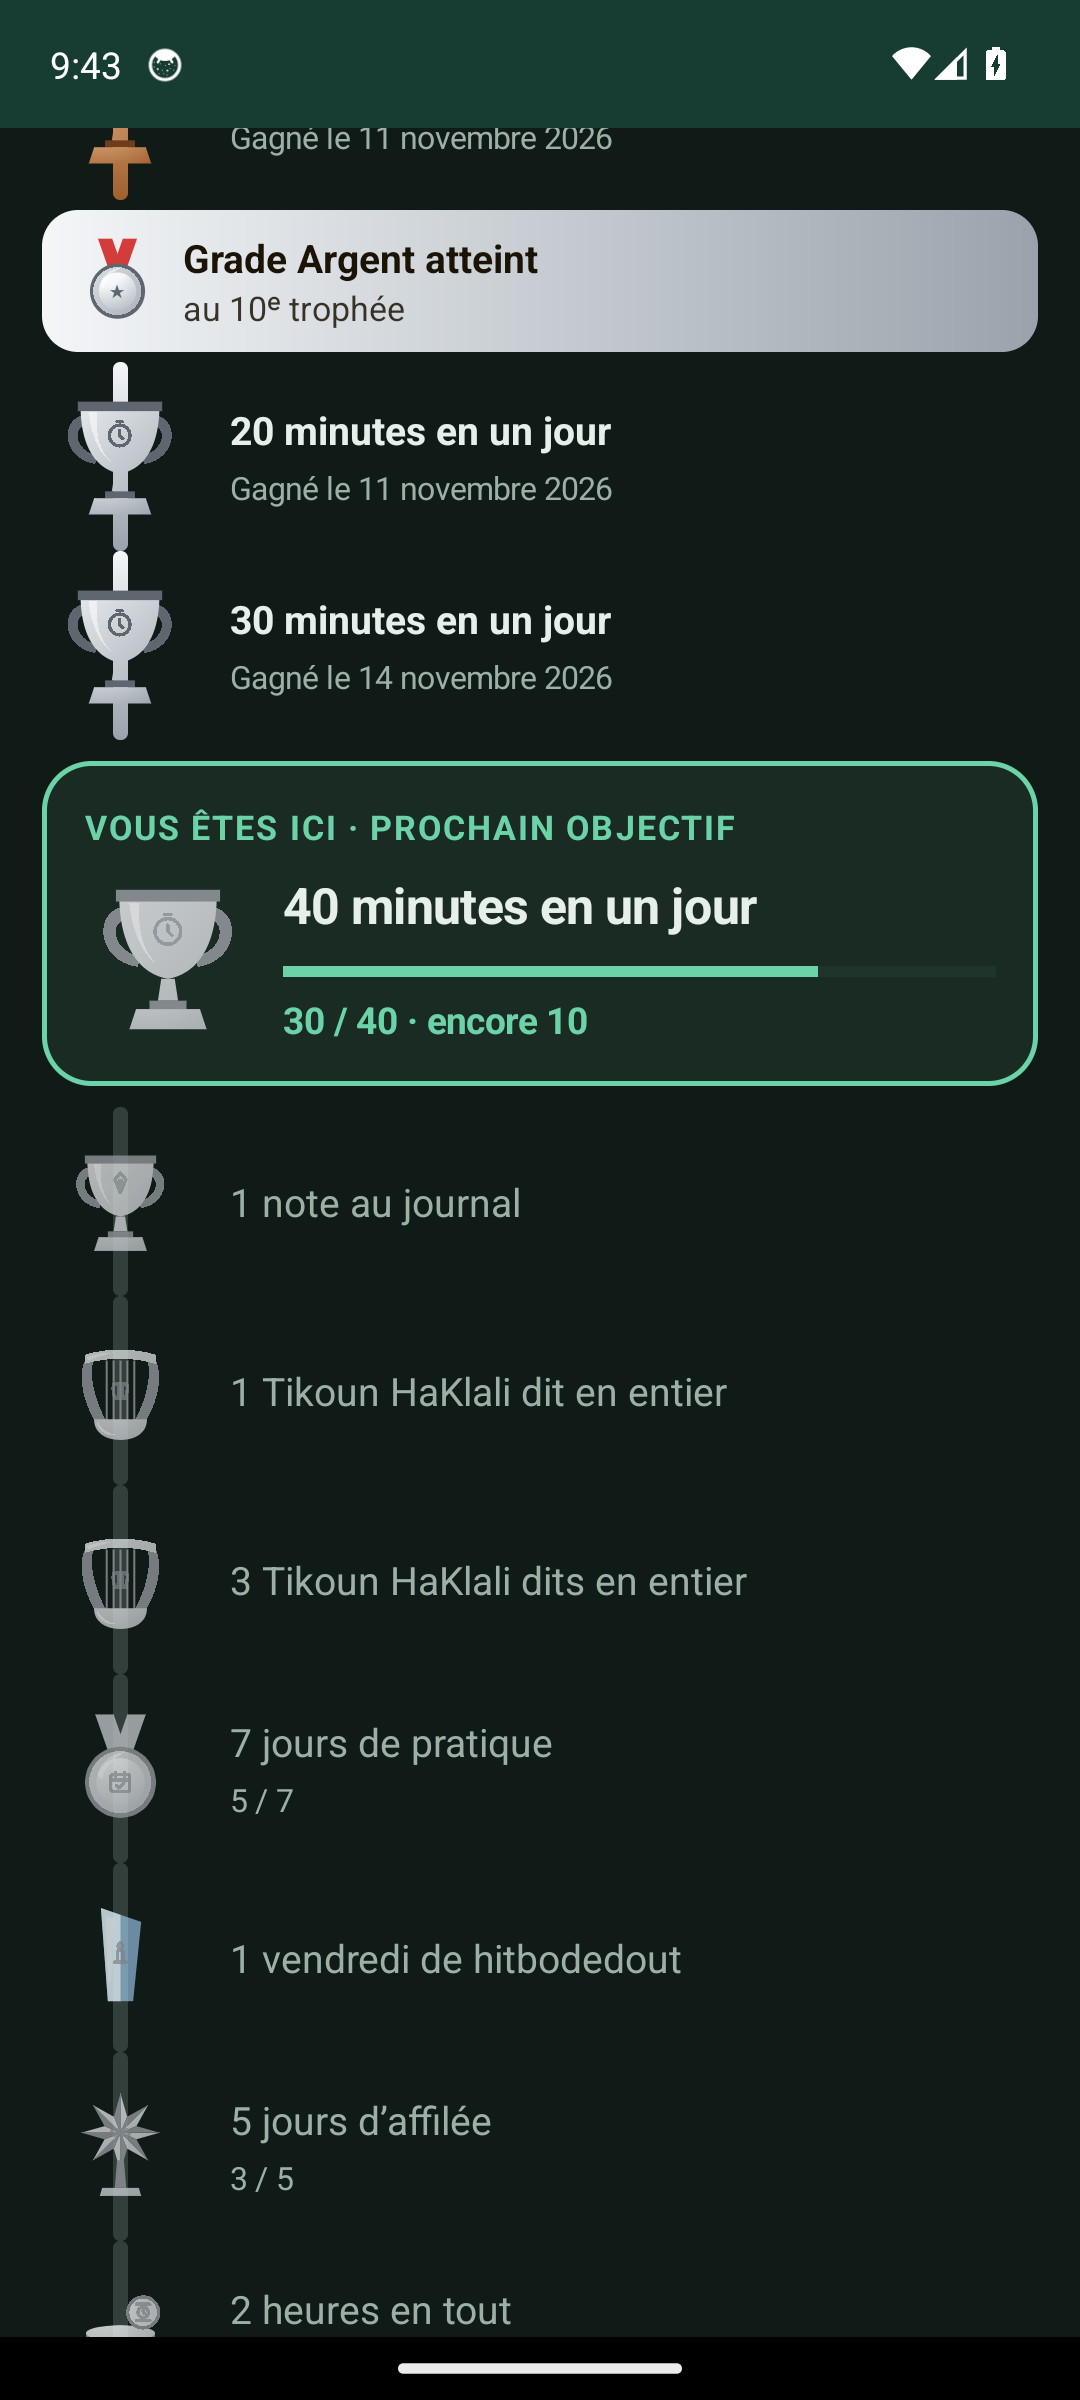 9:43
Gagné le 11 novembre 2026
Grade Argent atteint
au 10ᵉ trophée
20 minutes en un jour
Gagné le 11 novembre 2026
30 minutes en un jour
Gagné le 14 novembre 2026
VOUS ÊTES ICI · PROCHAIN OBJECTIF
40 minutes en un jour
30 / 40 · encore 10
1 note au journal
1 Tikoun HaKlali dit en entier
3 Tikoun HaKlali dits en entier
7 jours de pratique
5 / 7
1 vendredi de hitbodedout
5 jours d’affilée
3 / 5
2 heures en tout